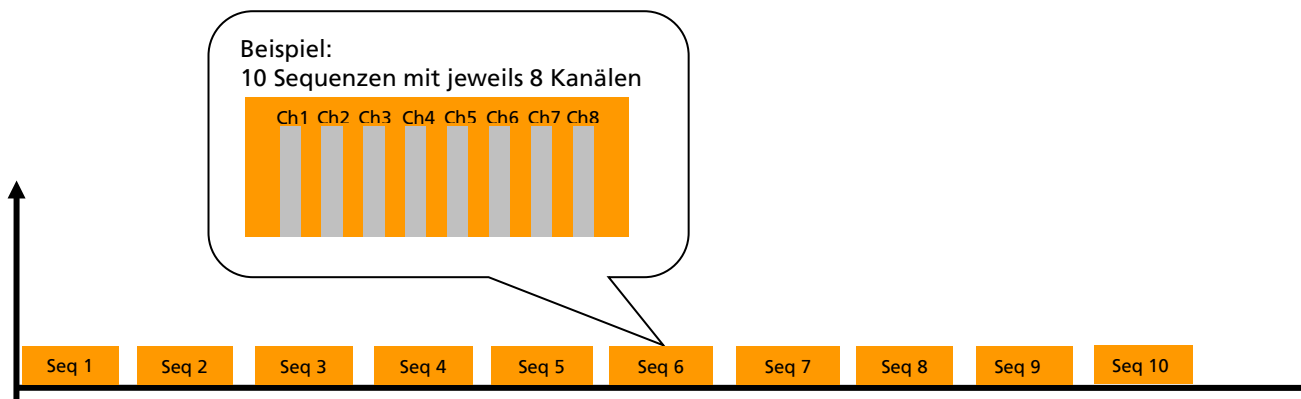 Beispiel:
10 Sequenzen mit jeweils 8 Kanälen
Ch1 Ch2 Ch3 Ch4 Ch5 Ch6 Ch7 Ch8
Seq 1 Seq 2 Seq 3 Seq 4 Seq 5 Seq 6 Seq 7 Seq 8 Seq 9 Seq 10